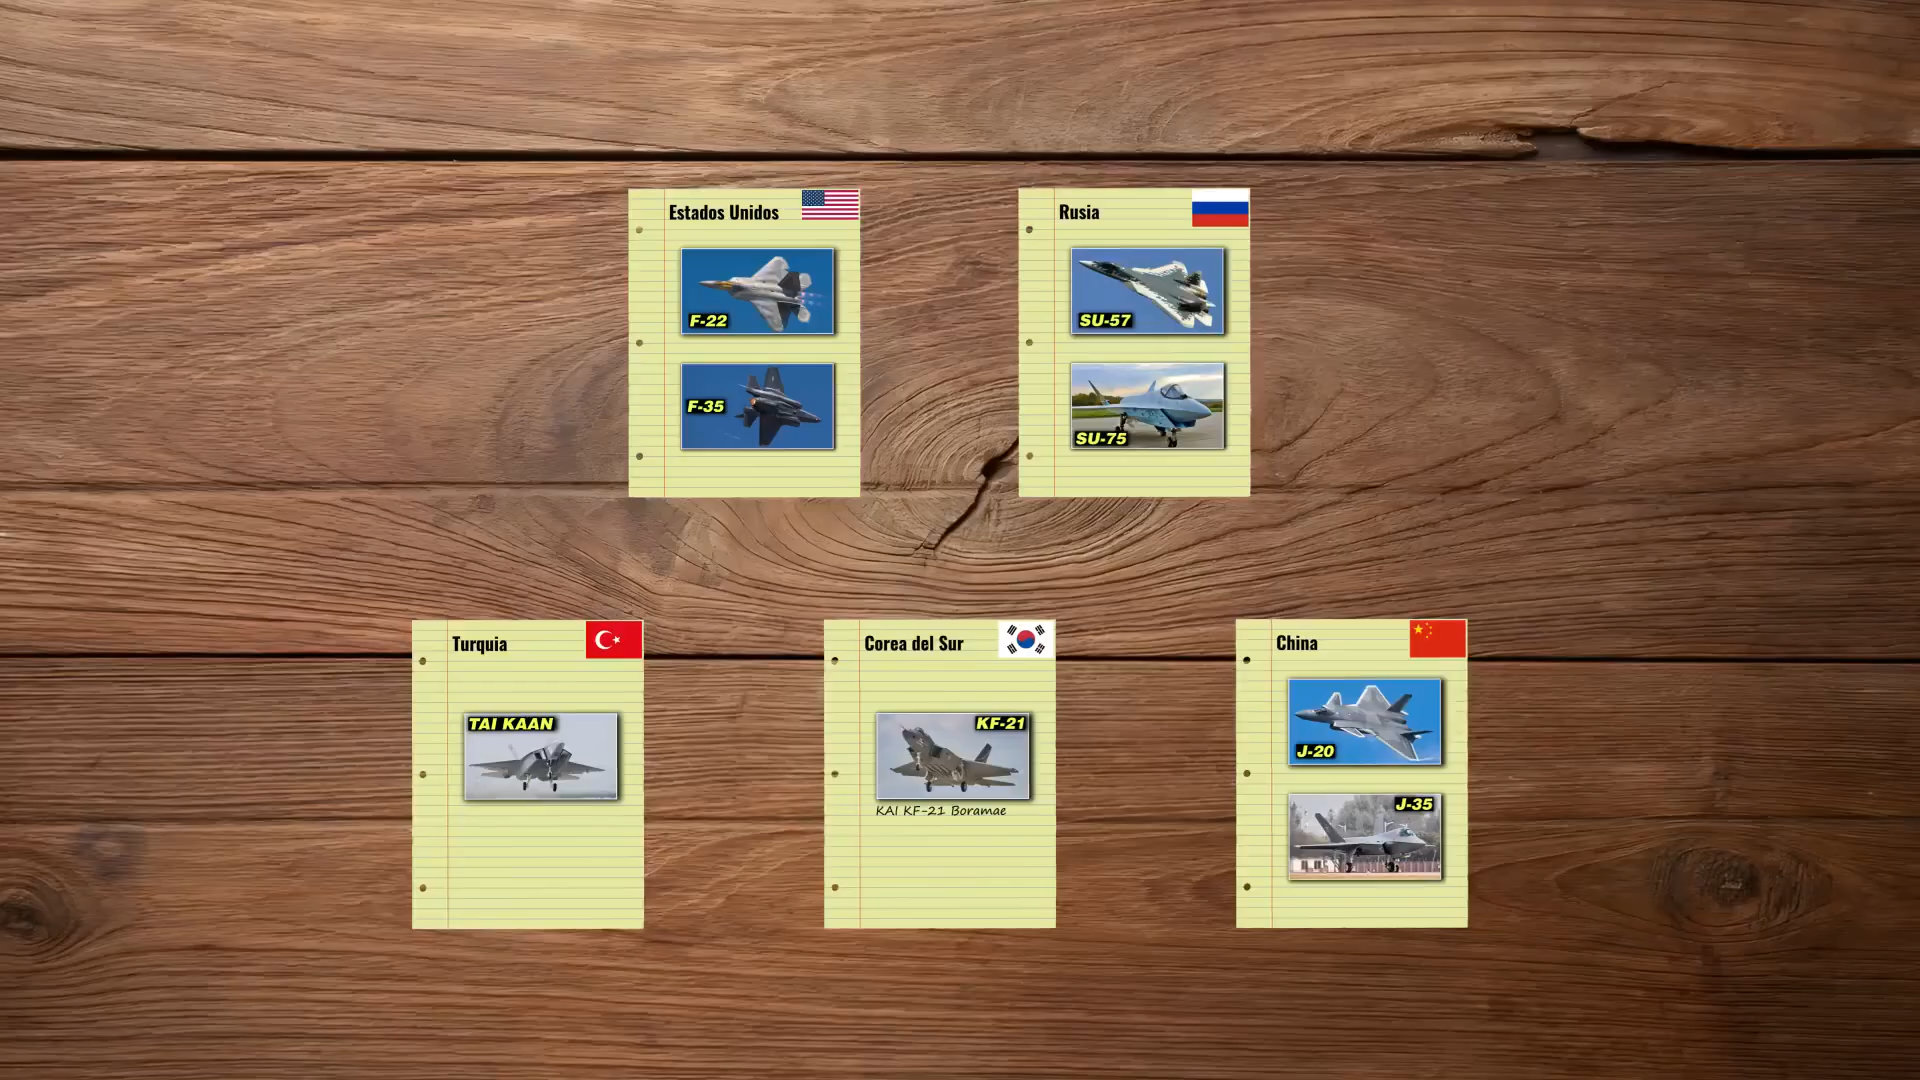 Estados Unidos
F-22
F-35
Rusia
SU-57
SU-75
Turquia
TAI KAAN
Corea del Sur
KF-21
KAI KF-21 Boramae
China
J-20
J-35